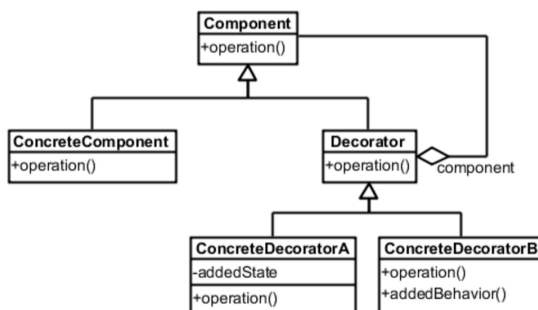 Component
+operation()
ConcreteComponent
+operation()
Decorator
+operation()
component
ConcreteDecoratorA
-addedState
+operation()
ConcreteDecoratorB
+operation()
+addedBehavior()